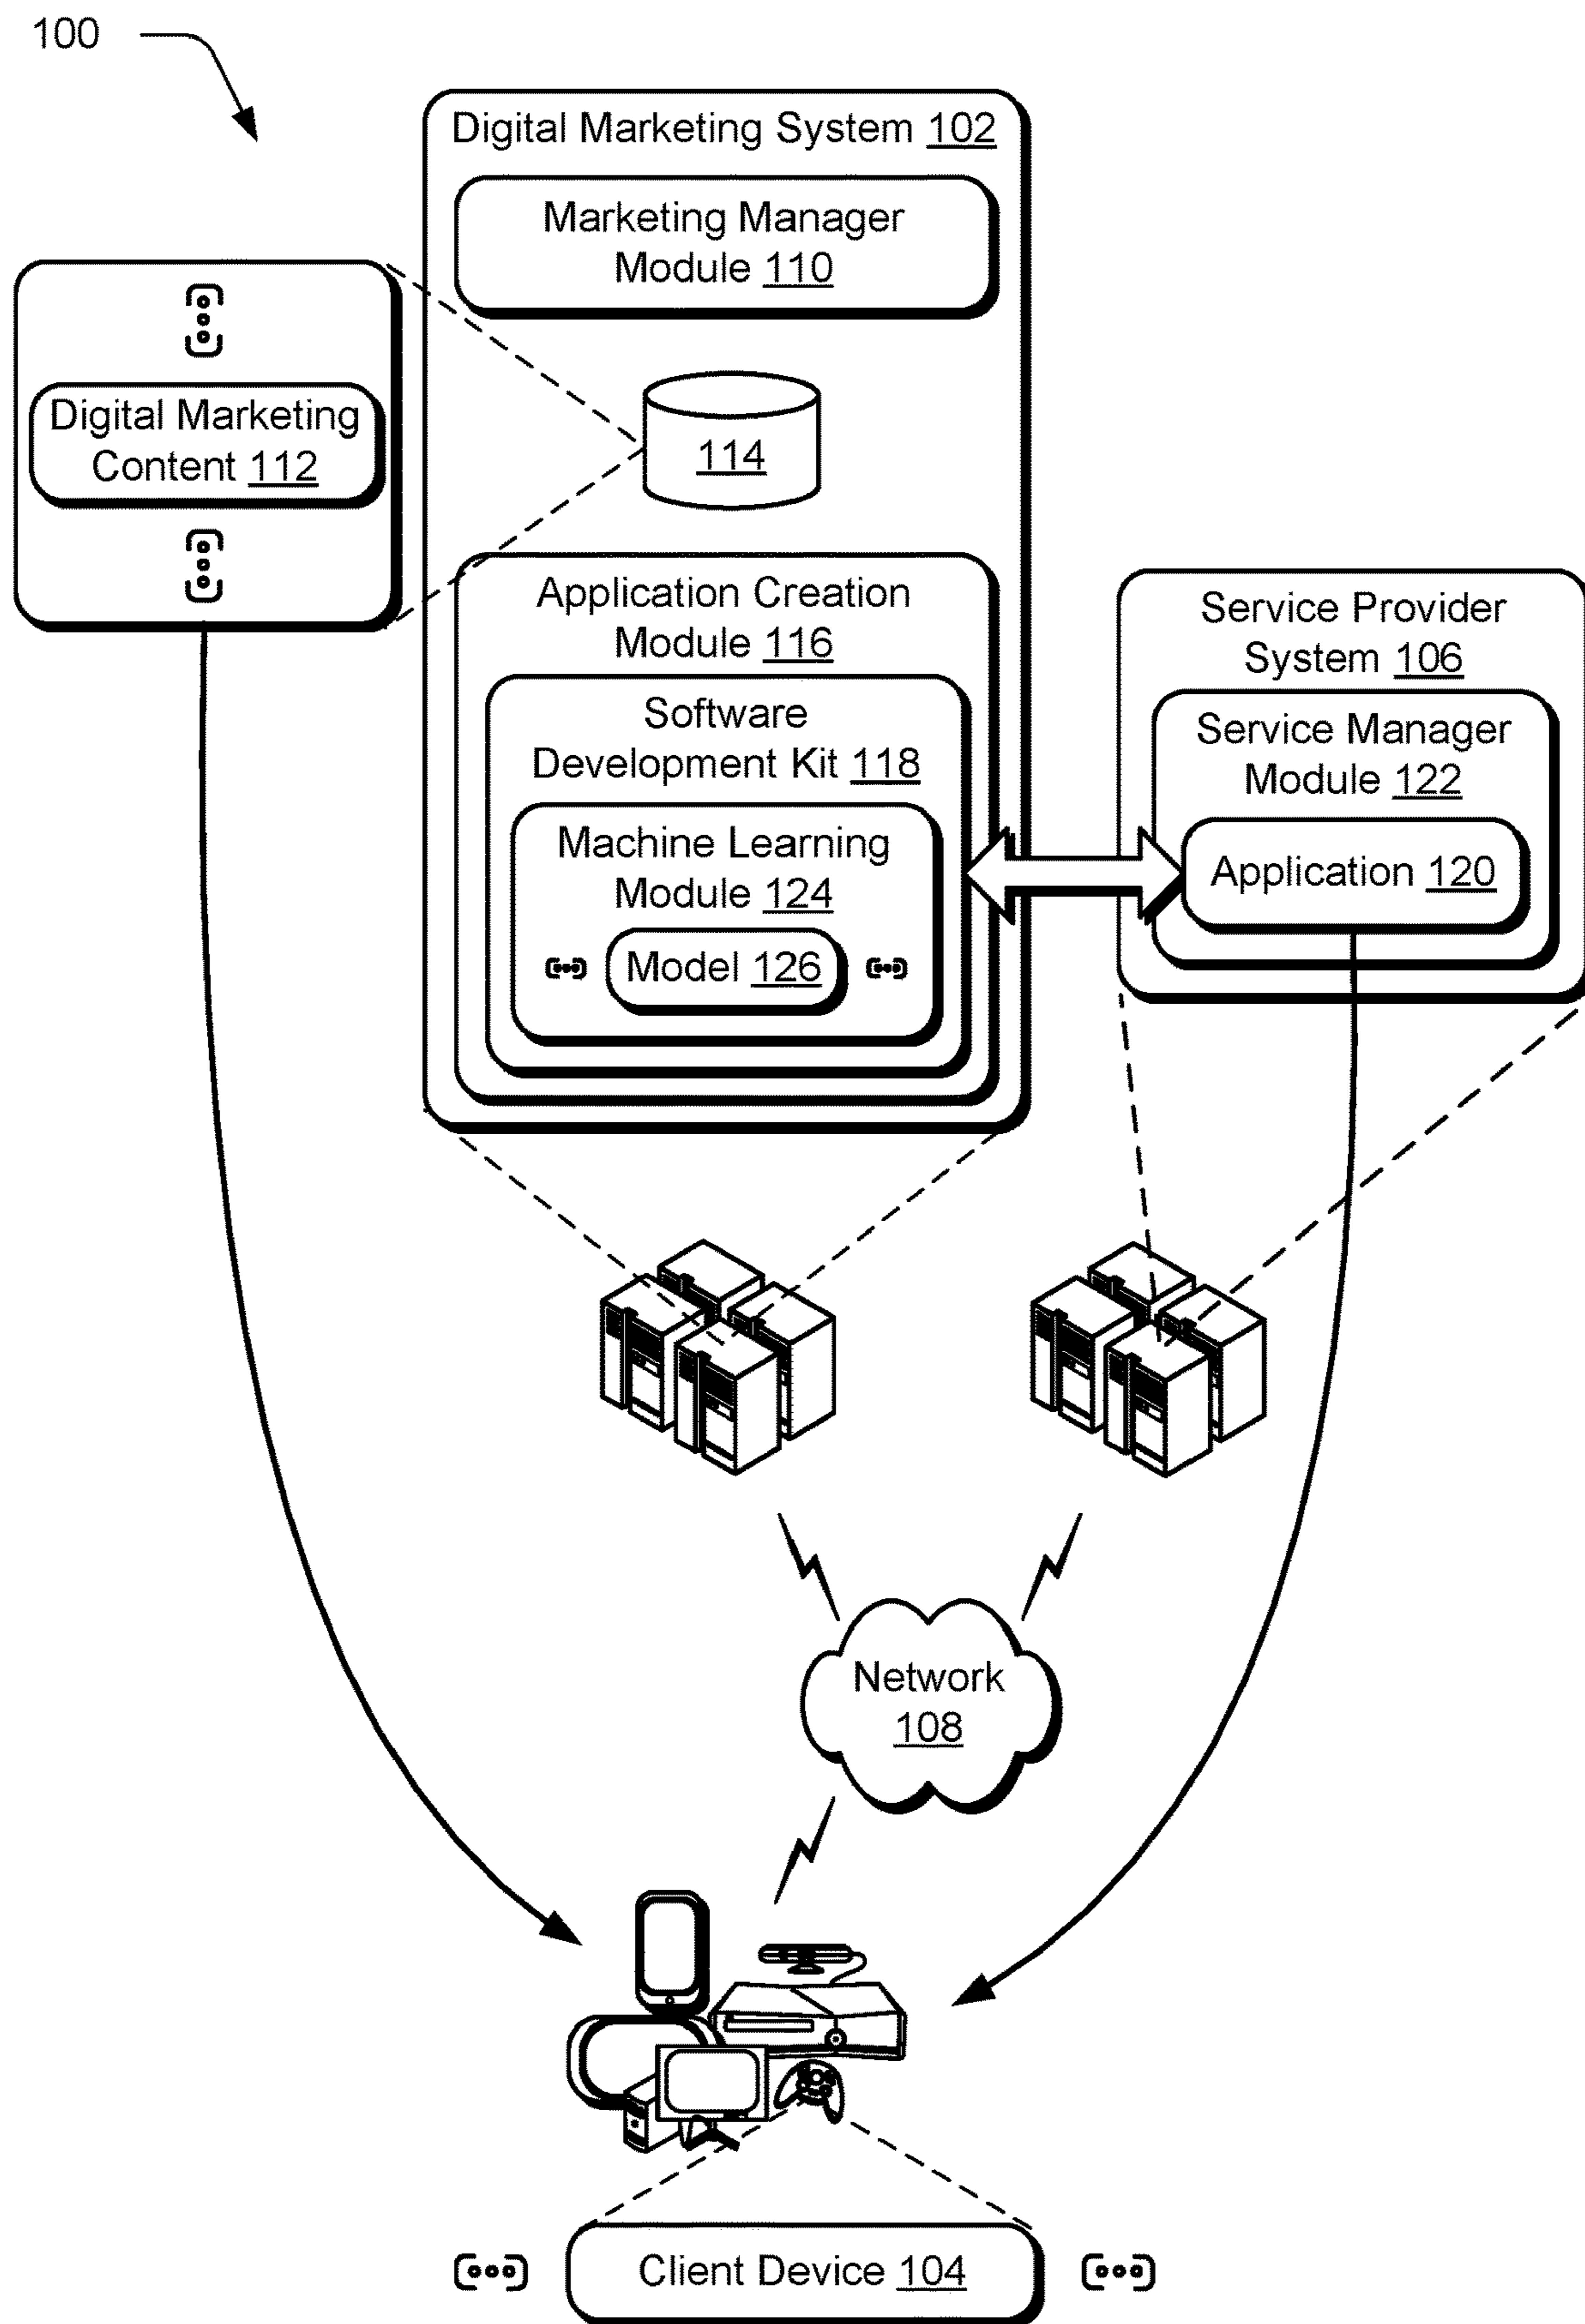 100
Digital Marketing System 102
Marketing Manager
Module 110
Digital Marketing
Content 112
114
Application Creation
Module 116
Software
Development Kit 118
Machine Learning
Module 124
Model 126
Service Provider
System 106
Service Manager
Module 122
Application 120
Network
108
Client Device 104